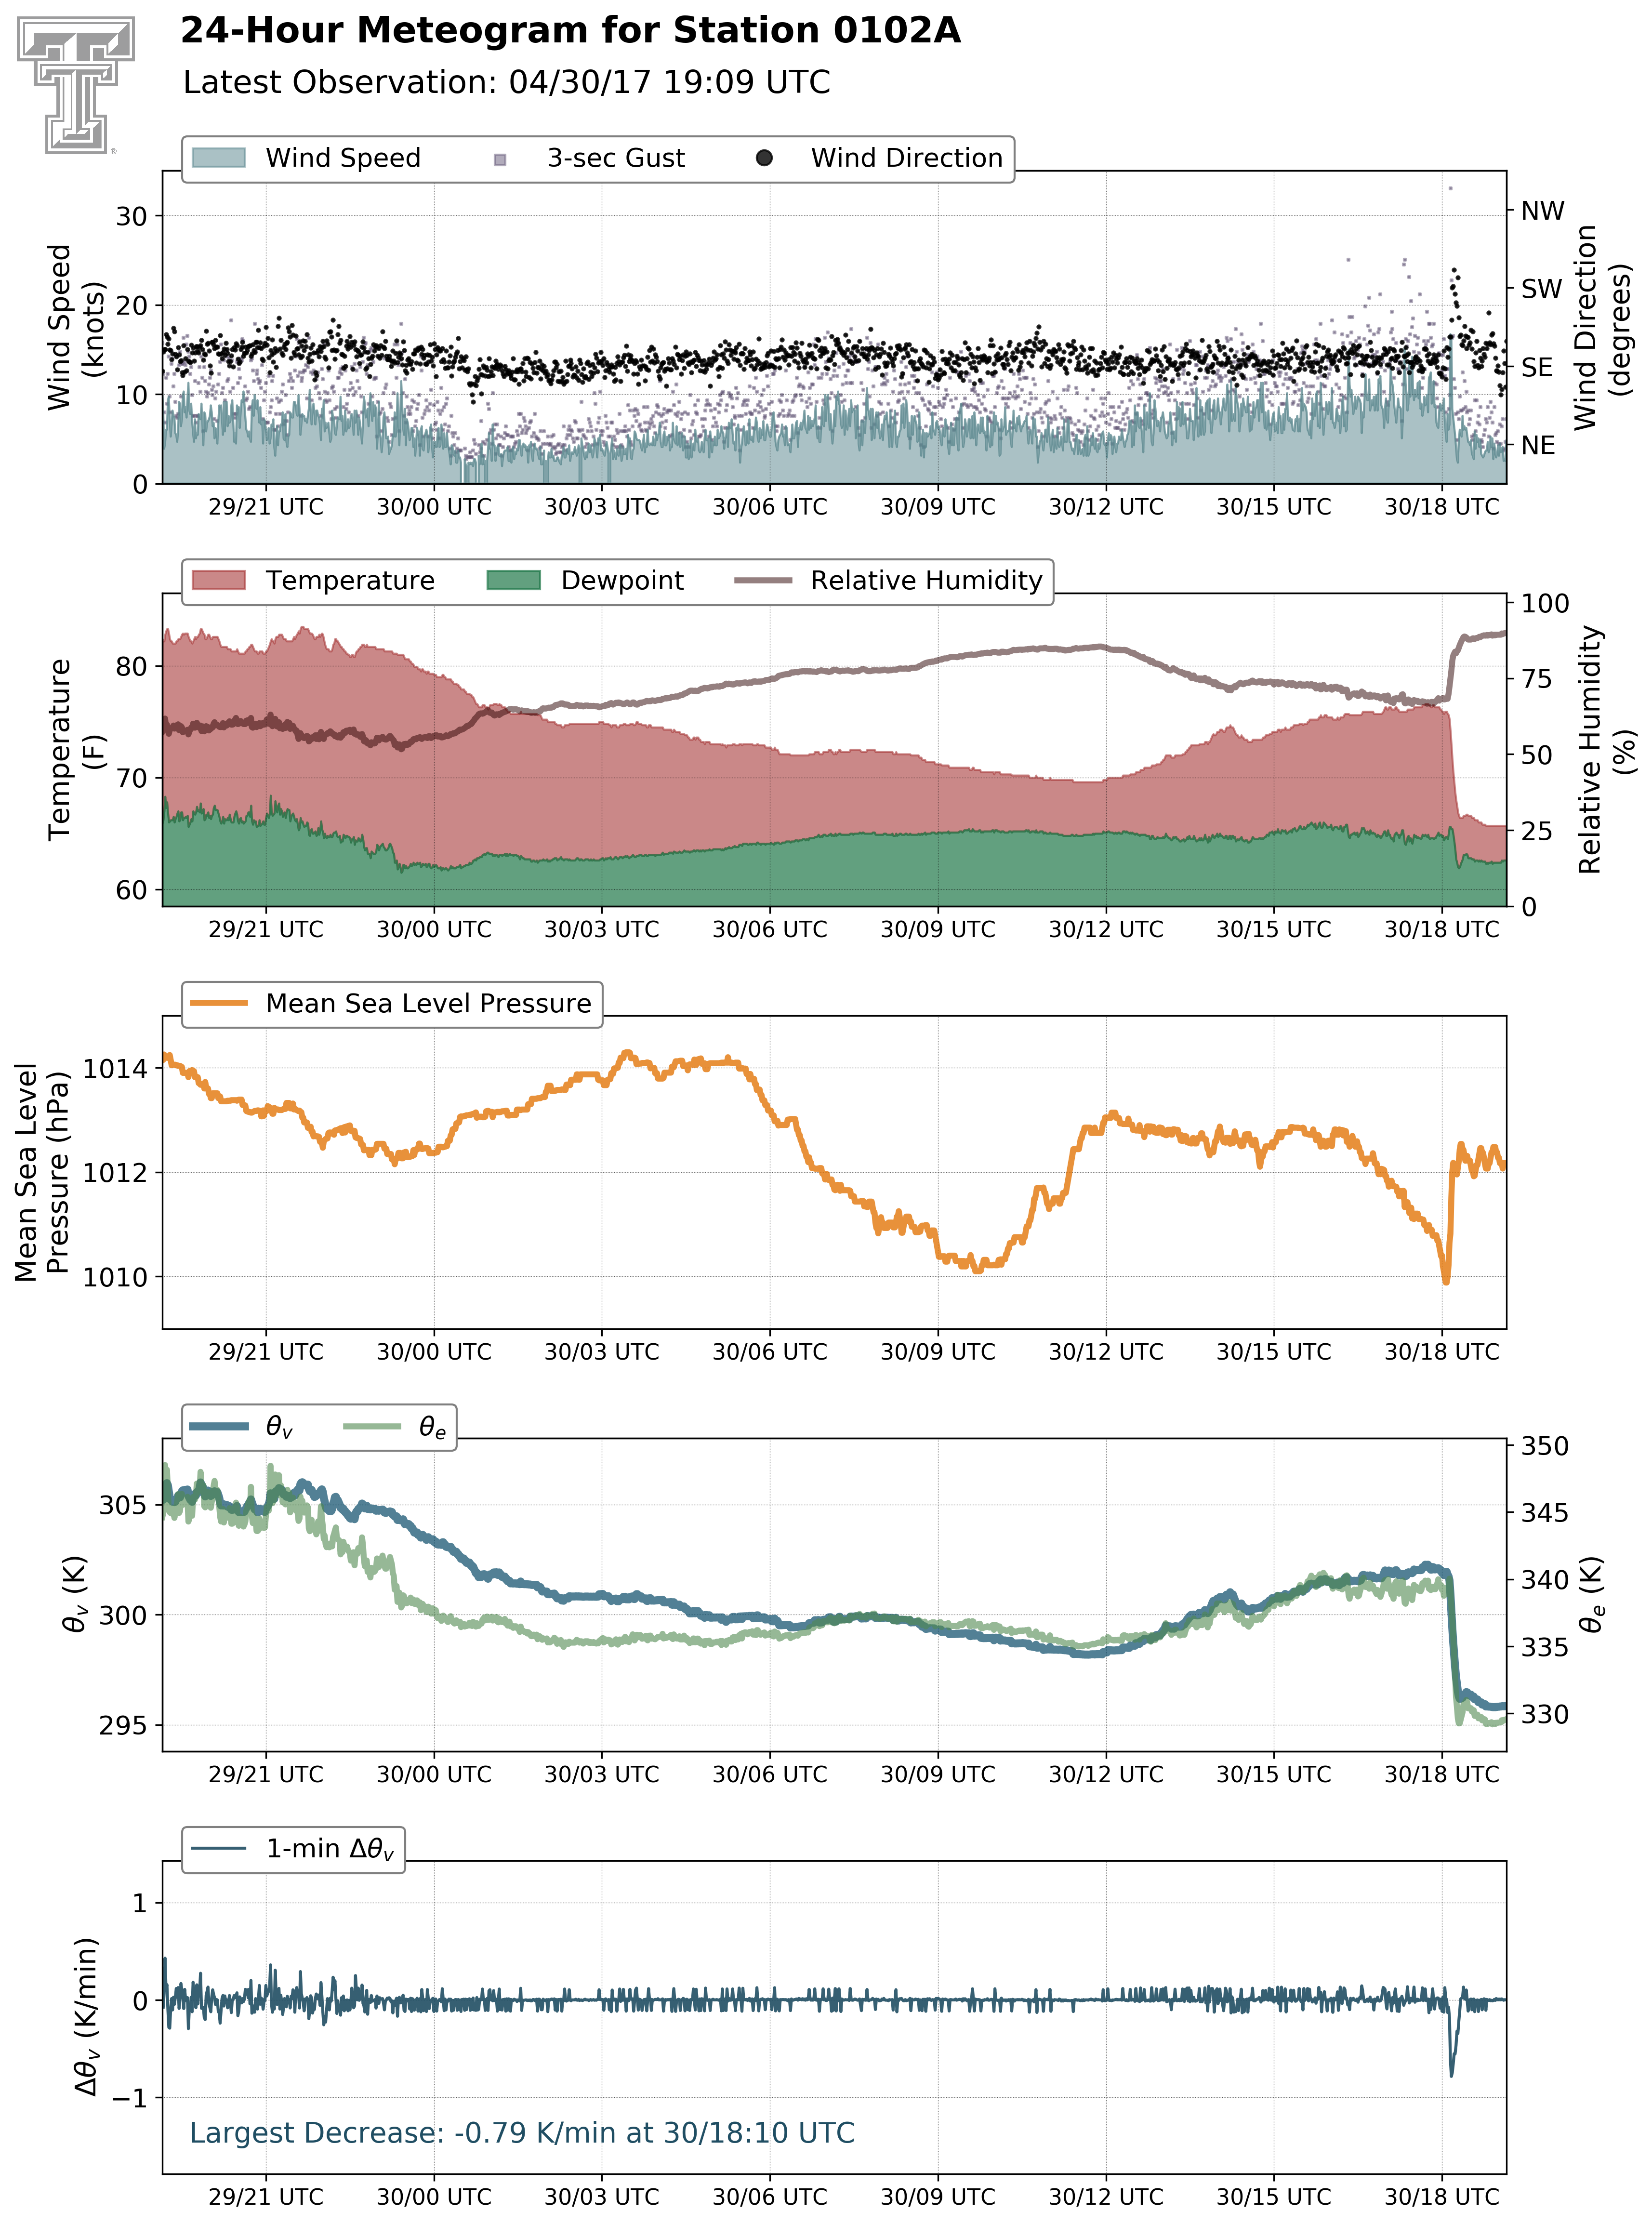 24-Hour Meteogram for Station 0102A
Latest Observation: 04/30/17 19:09 UTC
®
Wind Speed 3-sec Gust Wind Direction
Wind Speed
(knots)
30
20
10
0
NW
SW
SE
NE
Wind Direction
(degrees)
29/21 UTC 30/00 UTC 30/03 UTC 30/06 UTC 30/09 UTC 30/12 UTC 30/15 UTC 30/18 UTC
Temperature Dewpoint Relative Humidity
Temperature
(F)
80
70
60
100
75
50
25
0
Relative Humidity
(%)
29/21 UTC 30/00 UTC 30/03 UTC 30/06 UTC 30/09 UTC 30/12 UTC 30/15 UTC 30/18 UTC
Mean Sea Level Pressure
Mean Sea Level
Pressure (hPa)
1014
1012
1010
29/21 UTC 30/00 UTC 30/03 UTC 30/06 UTC 30/09 UTC 30/12 UTC 30/15 UTC 30/18 UTC
θv θe
θv (K)
305
300
295
350
345
340
335
330
θe (K)
29/21 UTC 30/00 UTC 30/03 UTC 30/06 UTC 30/09 UTC 30/12 UTC 30/15 UTC 30/18 UTC
1-min Δθv
Δθv (K/min)
1
0
−1
Largest Decrease: -0.79 K/min at 30/18:10 UTC
29/21 UTC 30/00 UTC 30/03 UTC 30/06 UTC 30/09 UTC 30/12 UTC 30/15 UTC 30/18 UTC